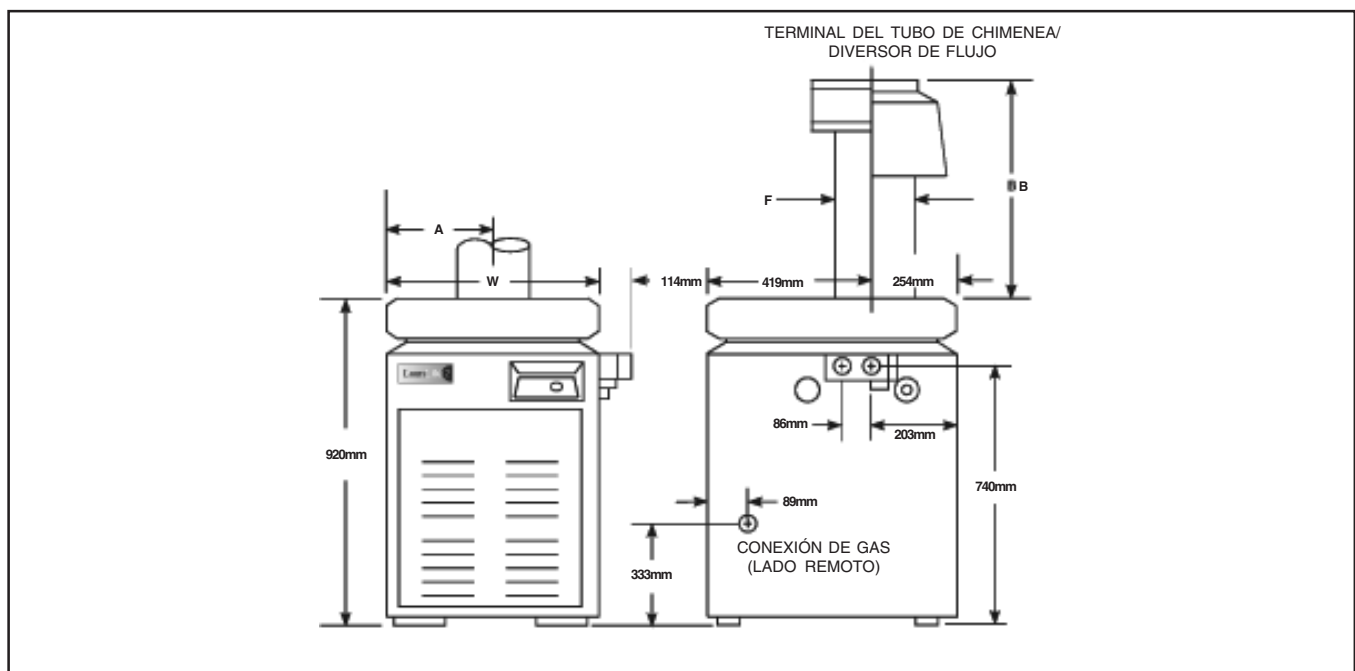 TERMINAL DEL TUBO DE CHIMENEA/
DIVERSOR DE FLUJO
B B
F
A
W
114mm
419mm
254mm
86mm
203mm
920mm
740mm
89mm
CONEXIÓN DE GAS
(LADO REMOTO)
333mm